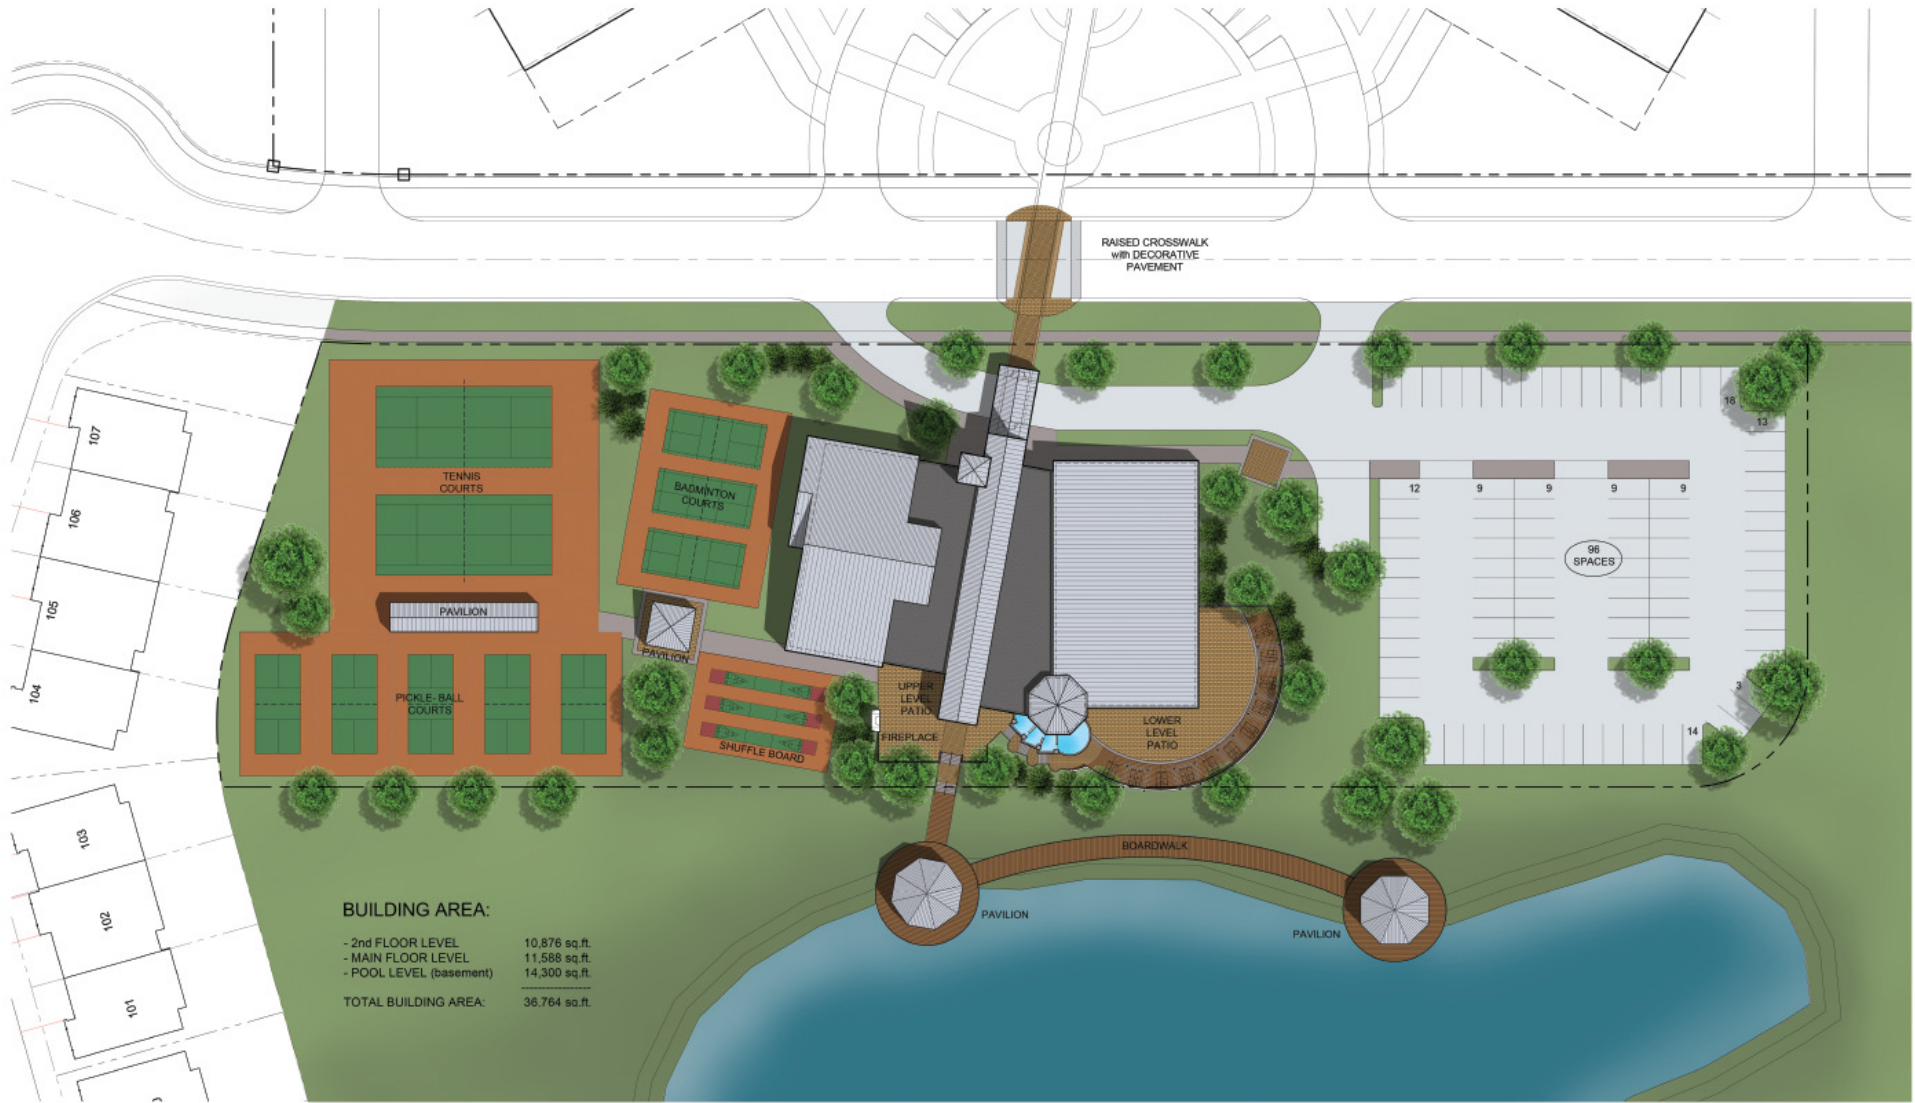 RAISED CROSSWALK
with DECORATIVE
PAVEMENT
107
106
105
104
103
102
101
TENNIS
COURTS
BADMINTON
COURTS
PAVILION
PAVILION
PICKLE- BALL
COURTS
SHUFFLE BOARD
UPPER
LEVEL
PATIO
FIREPLACE
LOWER
LEVEL
PATIO
18
13
12
9
9
9
9
96
SPACES
3
14
BOARDWALK
PAVILION
PAVILION
BUILDING AREA:
- 2nd FLOOR LEVEL 10,876 sq.ft.
- MAIN FLOOR LEVEL 11,588 sq.ft.
- POOL LEVEL (basement) 14,300 sq.ft.
-----------------
TOTAL BUILDING AREA: 36.764 sq.ft.